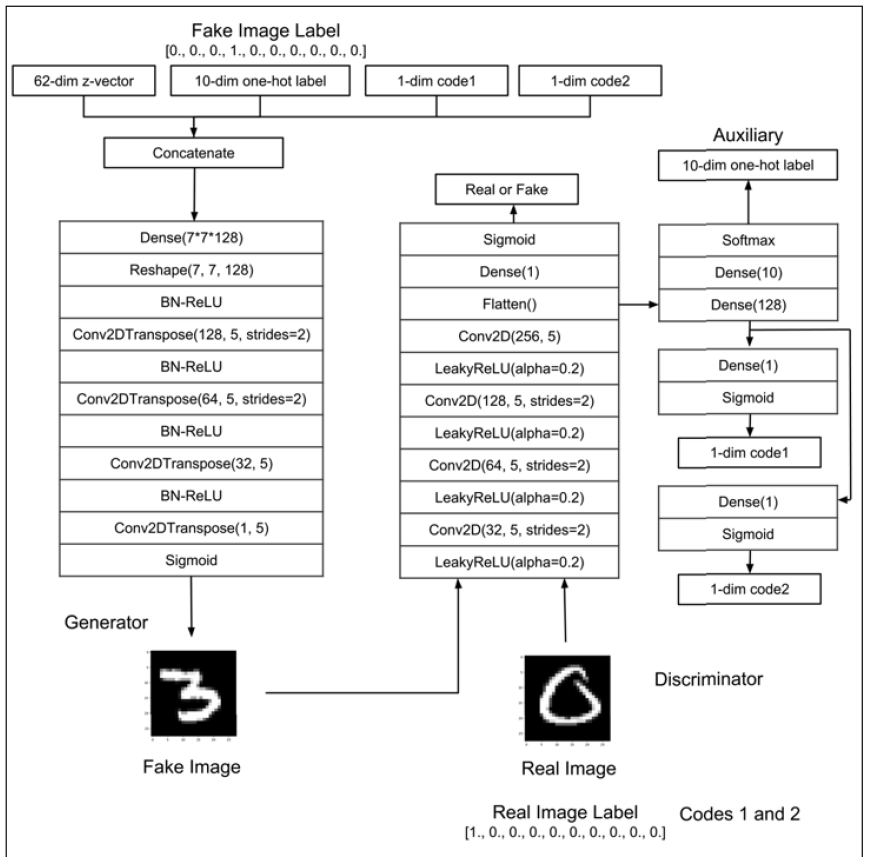 Fake Image Label
[0., 0., 0., 1., 0., 0., 0., 0., 0., 0.]
62-dim z-vector
10-dim one-hot label
1-dim code1
1-dim code2
Concatenate
Dense(7*7*128)
Reshape(7, 7, 128)
BN-ReLU
Conv2DTranspose(128, 5, strides=2)
BN-ReLU
Conv2DTranspose(64, 5, strides=2)
BN-ReLU
Conv2DTranspose(32, 5)
BN-ReLU
Conv2DTranspose(1, 5)
Sigmoid
Generator
Fake Image
Real or Fake
Sigmoid
Dense(1)
Flatten()
Conv2D(256, 5)
LeakyReLU(alpha=0.2)
Conv2D(128, 5, strides=2)
LeakyReLU(alpha=0.2)
Conv2D(64, 5, strides=2)
LeakyReLU(alpha=0.2)
Conv2D(32, 5, strides=2)
LeakyReLU(alpha=0.2)
Real Image
Real Image Label
[1., 0., 0., 0., 0., 0., 0., 0., 0., 0.]
Auxiliary
10-dim one-hot label
Softmax
Dense(10)
Dense(128)
Dense(1)
Sigmoid
1-dim code1
Dense(1)
Sigmoid
1-dim code2
Discriminator
Codes 1 and 2